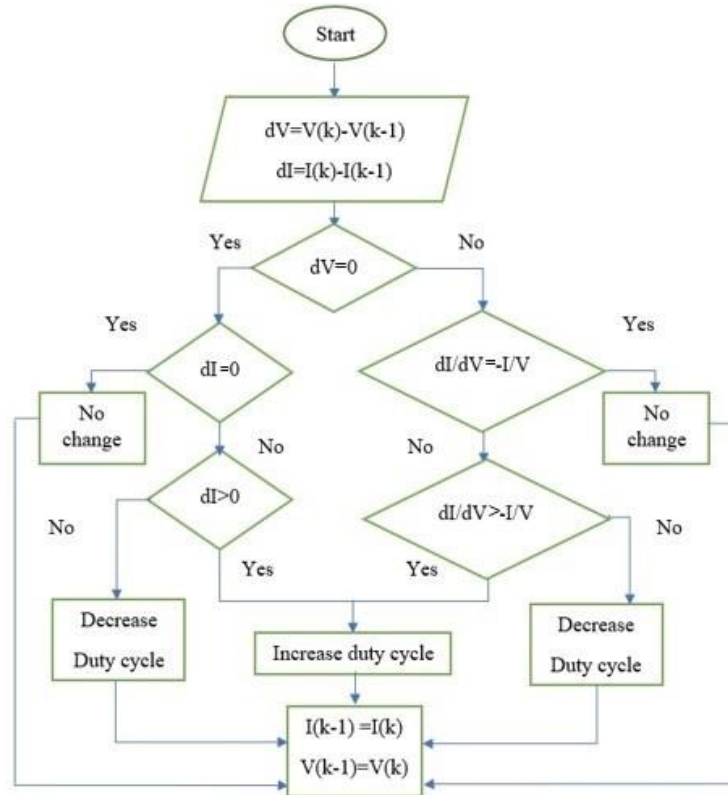 Start
dV=V(k)-V(k-1)
dI=I(k)-I(k-1)
Yes
No
dV=0
Yes
Yes
dI=0
dI/dV=-I/V
No
change
No
change
No
No
dI>0
dI/dV>-I/V
No
No
Yes
Yes
Decrease
Duty cycle
Increase duty cycle
Decrease
Duty cycle
I(k-1) =I(k)
V(k-1)=V(k)